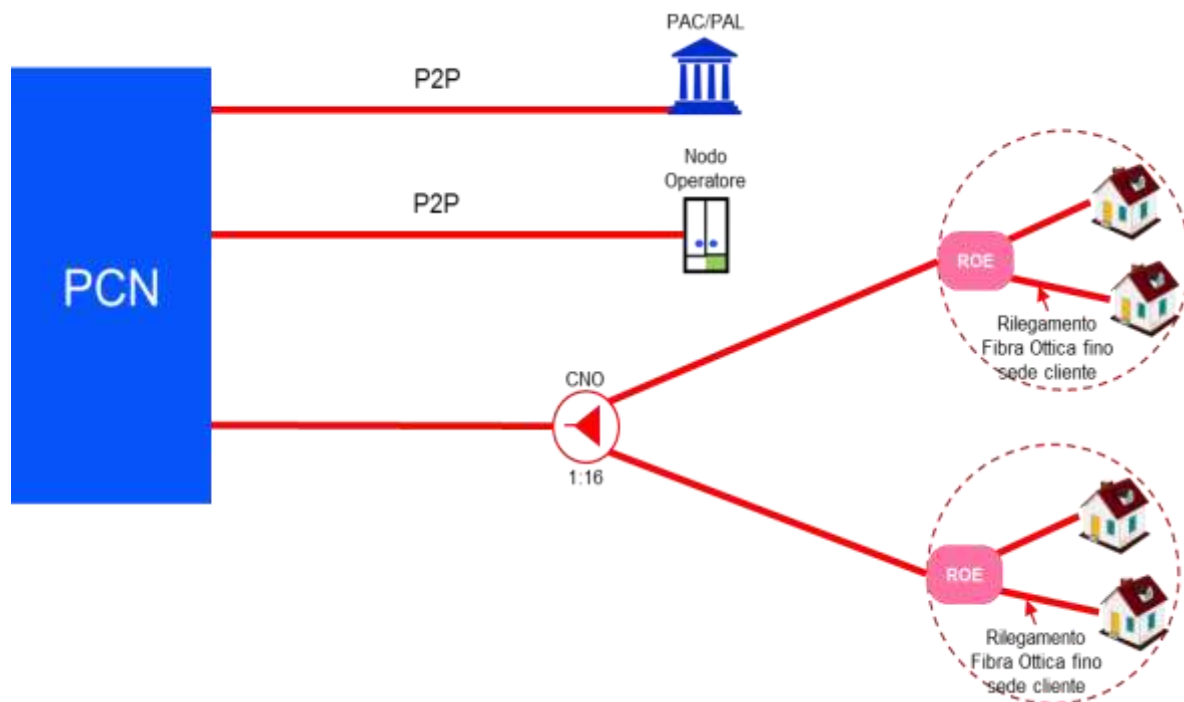 PAC/PAL
P2P
Nodo
Operatore
P2P
PCN
ROE
Rilegamento
Fibra Ottica fino
sede cliente
CNO
1:16
ROE
Rilegamento
Fibra Ottica fino
sede cliente